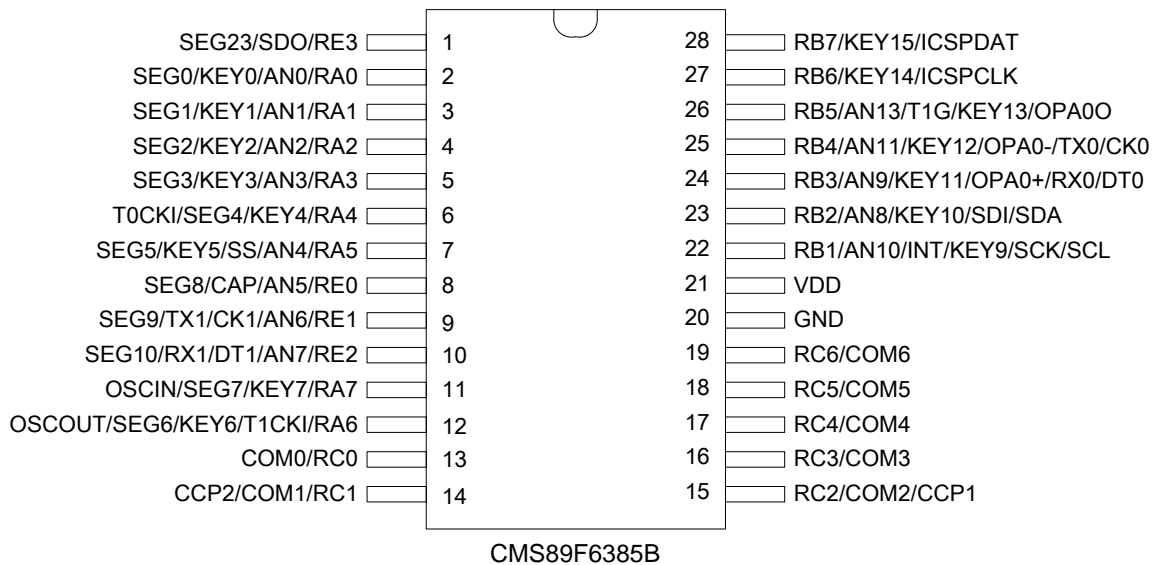 SEG23/SDO/RE3 1 28 RB7/KEY15/ICSPDAT
SEG0/KEY0/AN0/RA0 2 27 RB6/KEY14/ICSPCLK
SEG1/KEY1/AN1/RA1 3 26 RB5/AN13/T1G/KEY13/OPA0O
SEG2/KEY2/AN2/RA2 4 25 RB4/AN11/KEY12/OPA0-/TX0/CK0
SEG3/KEY3/AN3/RA3 5 24 RB3/AN9/KEY11/OPA0+/RX0/DT0
T0CKI/SEG4/KEY4/RA4 6 23 RB2/AN8/KEY10/SDI/SDA
SEG5/KEY5/SS/AN4/RA5 7 22 RB1/AN10/INT/KEY9/SCK/SCL
SEG8/CAP/AN5/RE0 8 21 VDD
SEG9/TX1/CK1/AN6/RE1 9 20 GND
SEG10/RX1/DT1/AN7/RE2 10 19 RC6/COM6
OSCIN/SEG7/KEY7/RA7 11 18 RC5/COM5
OSCOUT/SEG6/KEY6/T1CKI/RA6 12 17 RC4/COM4
COM0/RC0 13 16 RC3/COM3
CCP2/COM1/RC1 14 15 RC2/COM2/CCP1
CMS89F6385B